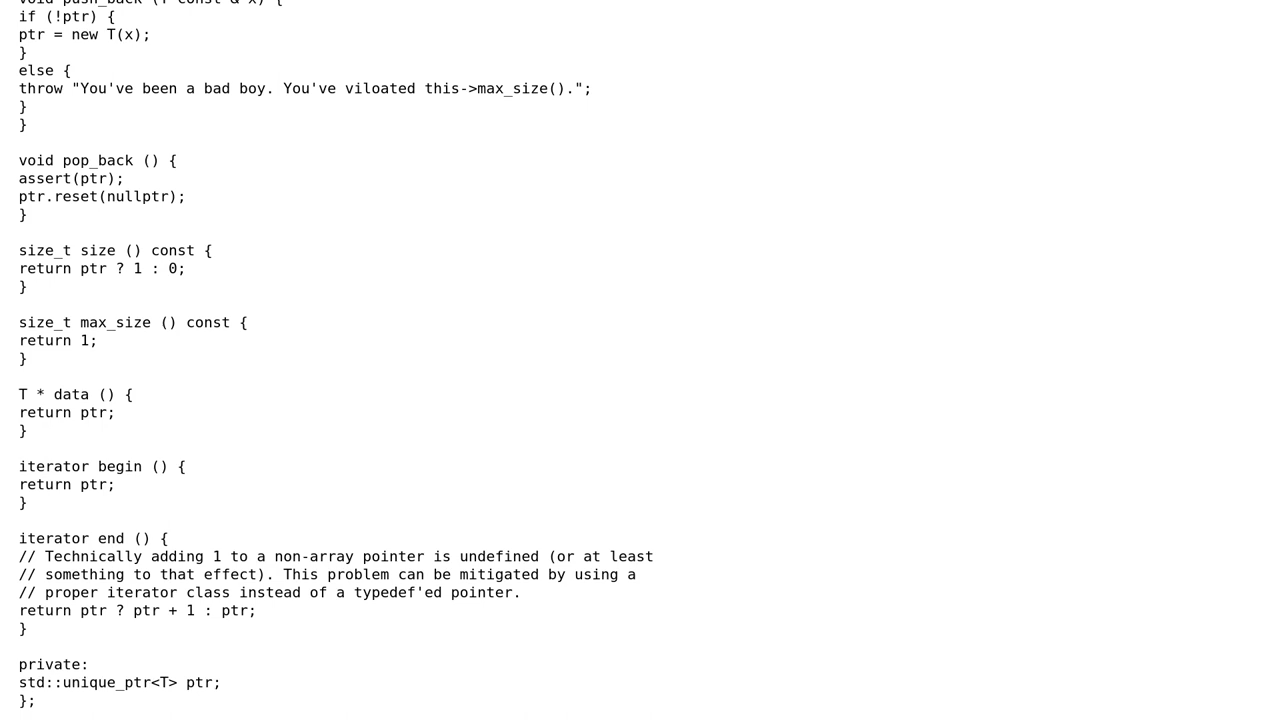 void push_back (T const & x) {
if (!ptr) {
ptr = new T(x);
}
else {
throw "You've been a bad boy. You've viloated this->max_size().";
}
}

void pop_back () {
assert(ptr);
ptr.reset(nullptr);
}

size_t size () const {
return ptr ? 1 : 0;
}

size_t max_size () const {
return 1;
}

T * data () {
return ptr;
}

iterator begin () {
return ptr;
}

iterator end () {
// Technically adding 1 to a non-array pointer is undefined (or at least
// something to that effect). This problem can be mitigated by using a
// proper iterator class instead of a typedef'ed pointer.
return ptr ? ptr + 1 : ptr;
}

private:
std::unique_ptr<T> ptr;
};